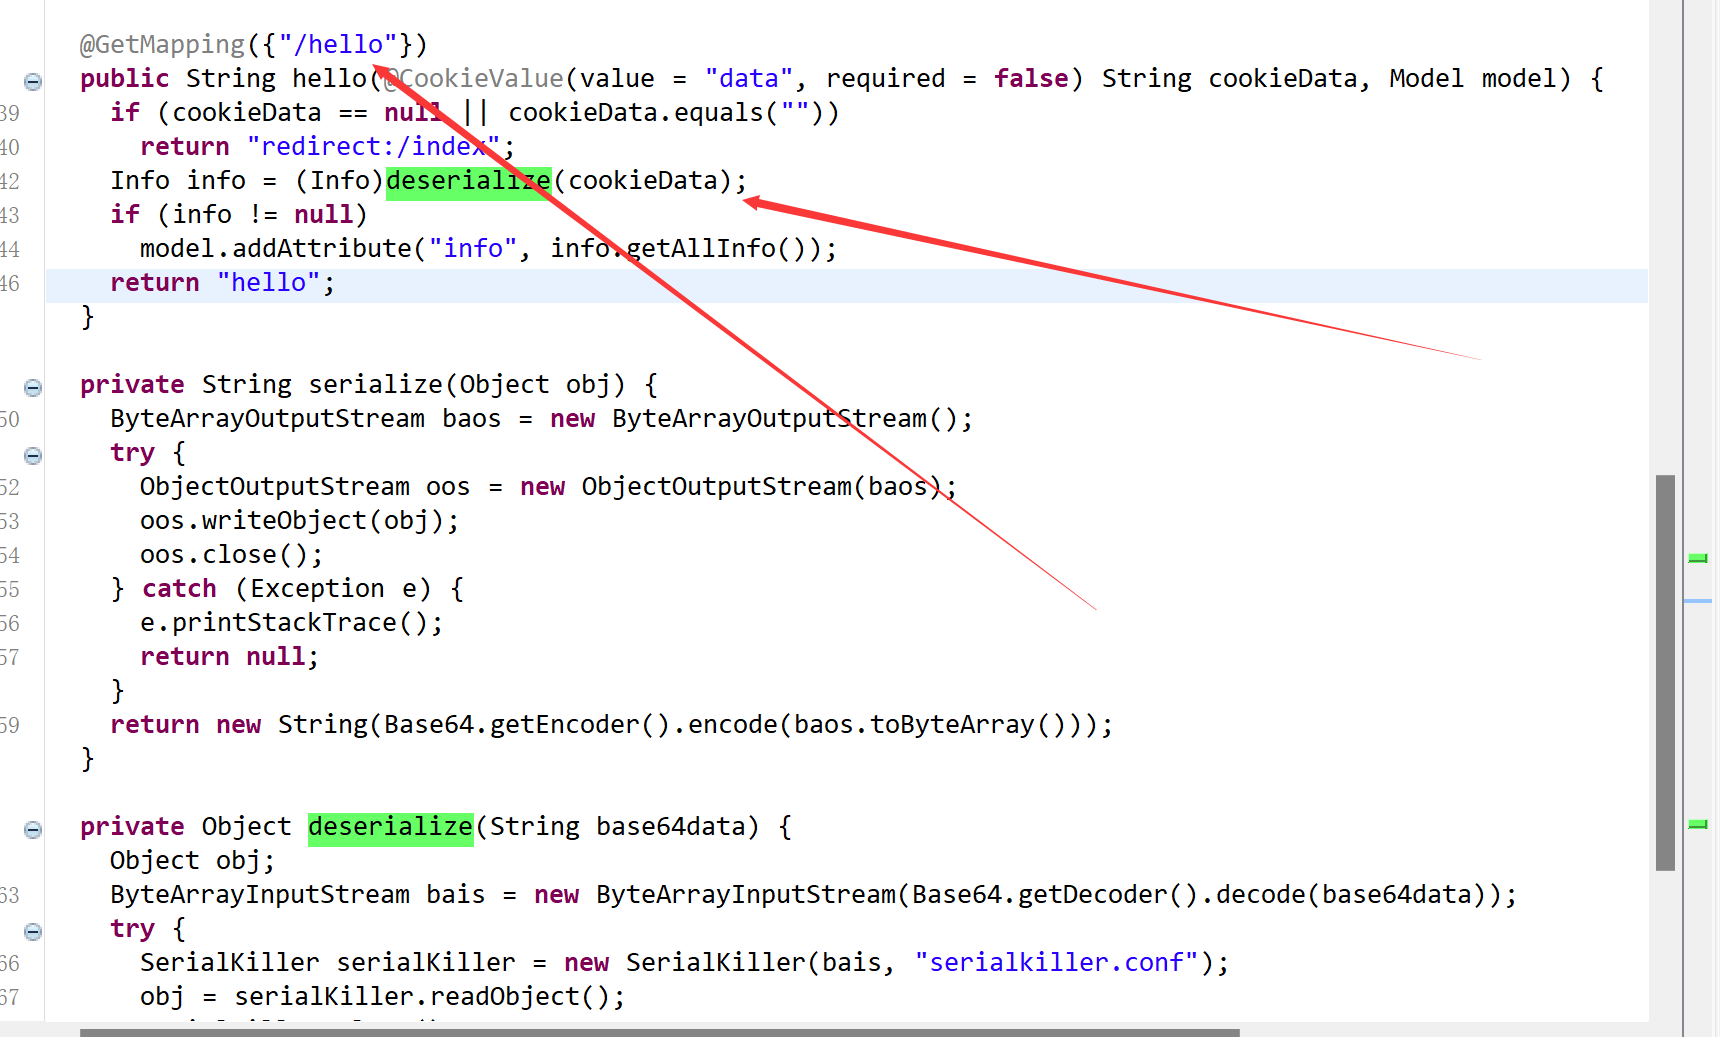 @GetMapping({"/hello"})
public String hello(@CookieValue(value = "data", required = false) String cookieData, Model model) {
39 if (cookieData == null || cookieData.equals(""))
40 return "redirect:/index";
42 Info info = (Info)deserialize(cookieData);
43 if (info != null)
44 model.addAttribute("info", info.getAllInfo());
46 return "hello";
}
private String serialize(Object obj) {
50 ByteArrayOutputStream baos = new ByteArrayOutputStream();
try {
52 ObjectOutputStream oos = new ObjectOutputStream(baos);
53 oos.writeObject(obj);
54 oos.close();
55 } catch (Exception e) {
56 e.printStackTrace();
57 return null;
}
59 return new String(Base64.getEncoder().encode(baos.toByteArray()));
}
private Object deserialize(String base64data) {
Object obj;
63 ByteArrayInputStream bais = new ByteArrayInputStream(Base64.getDecoder().decode(base64data));
try {
66 SerialKiller serialKiller = new SerialKiller(bais, "serialkiller.conf");
67 obj = serialKiller.readObject();